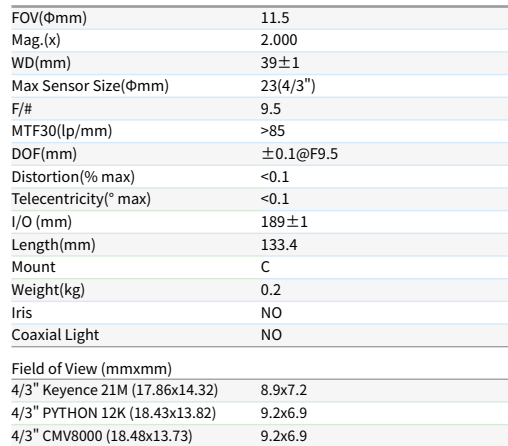 FOV(Φmm) 11.5
Mag.(x) 2.000
WD(mm) 39±1
Max Sensor Size(Φmm) 23(4/3")
F/# 9.5
MTF30(lp/mm) >85
DOF(mm) ±0.1@F9.5
Distortion(% max) <0.1
Telecentricity(° max) <0.1
I/O (mm) 189±1
Length(mm) 133.4
Mount C
Weight(kg) 0.2
Iris NO
Coaxial Light NO
Field of View (mmxmm)
4/3" Keyence 21M (17.86x14.32) 8.9x7.2
4/3" PYTHON 12K (18.43x13.82) 9.2x6.9
4/3" CMV8000 (18.48x13.73) 9.2x6.9